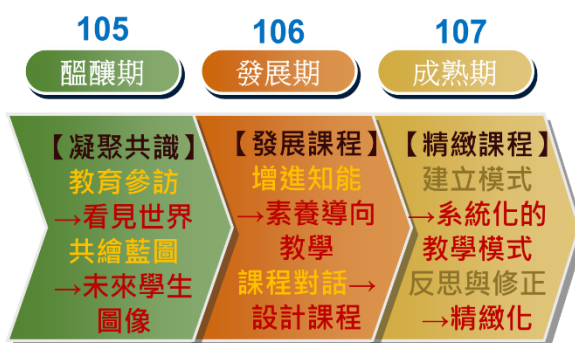 105
醞釀期
【凝聚共識】
教育參訪
→看見世界
共繪藍圖
→未來學生
圖像
106
發展期
【發展課程】
增進知能
→素養導向
教學
課程對話→
設計課程
107
成熟期
【精緻課程】
建立模式
→系統化的
教學模式
反思與修正
→精緻化